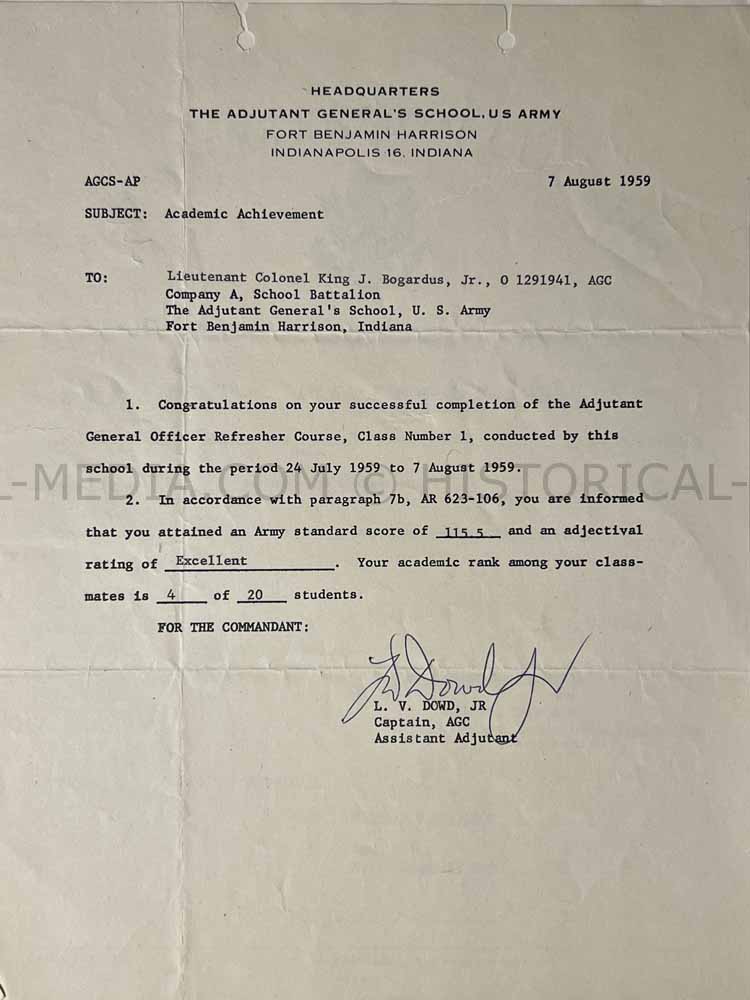 HEADQUARTERS
THE ADJUTANT GENERAL'S SCHOOL, US ARMY
FORT BENJAMIN HARRISON
INDIANAPOLIS 16, INDIANA
AGCS-AP 7 August 1959
SUBJECT: Academic Achievement
TO: Lieutenant Colonel King J. Bogardus, Jr., O 1291941, AGC
Company A, School Battalion
The Adjutant General's School, U. S. Army
Fort Benjamin Harrison, Indiana
1. Congratulations on your successful completion of the Adjutant
General Officer Refresher Course, Class Number 1, conducted by this
school during the period 24 July 1959 to 7 August 1959.
L-MEDIA.COM © HISTORICAL-
2. In accordance with paragraph 7b, AR 623-106, you are informed
that you attained an Army standard score of 115.5 and an adjectival
rating of Excellent. Your academic rank among your class-
mates is 4 of 20 students.
FOR THE COMMANDANT:
LV Dowd Jr
L. V. DOWD, JR
Captain, AGC
Assistant Adjutant